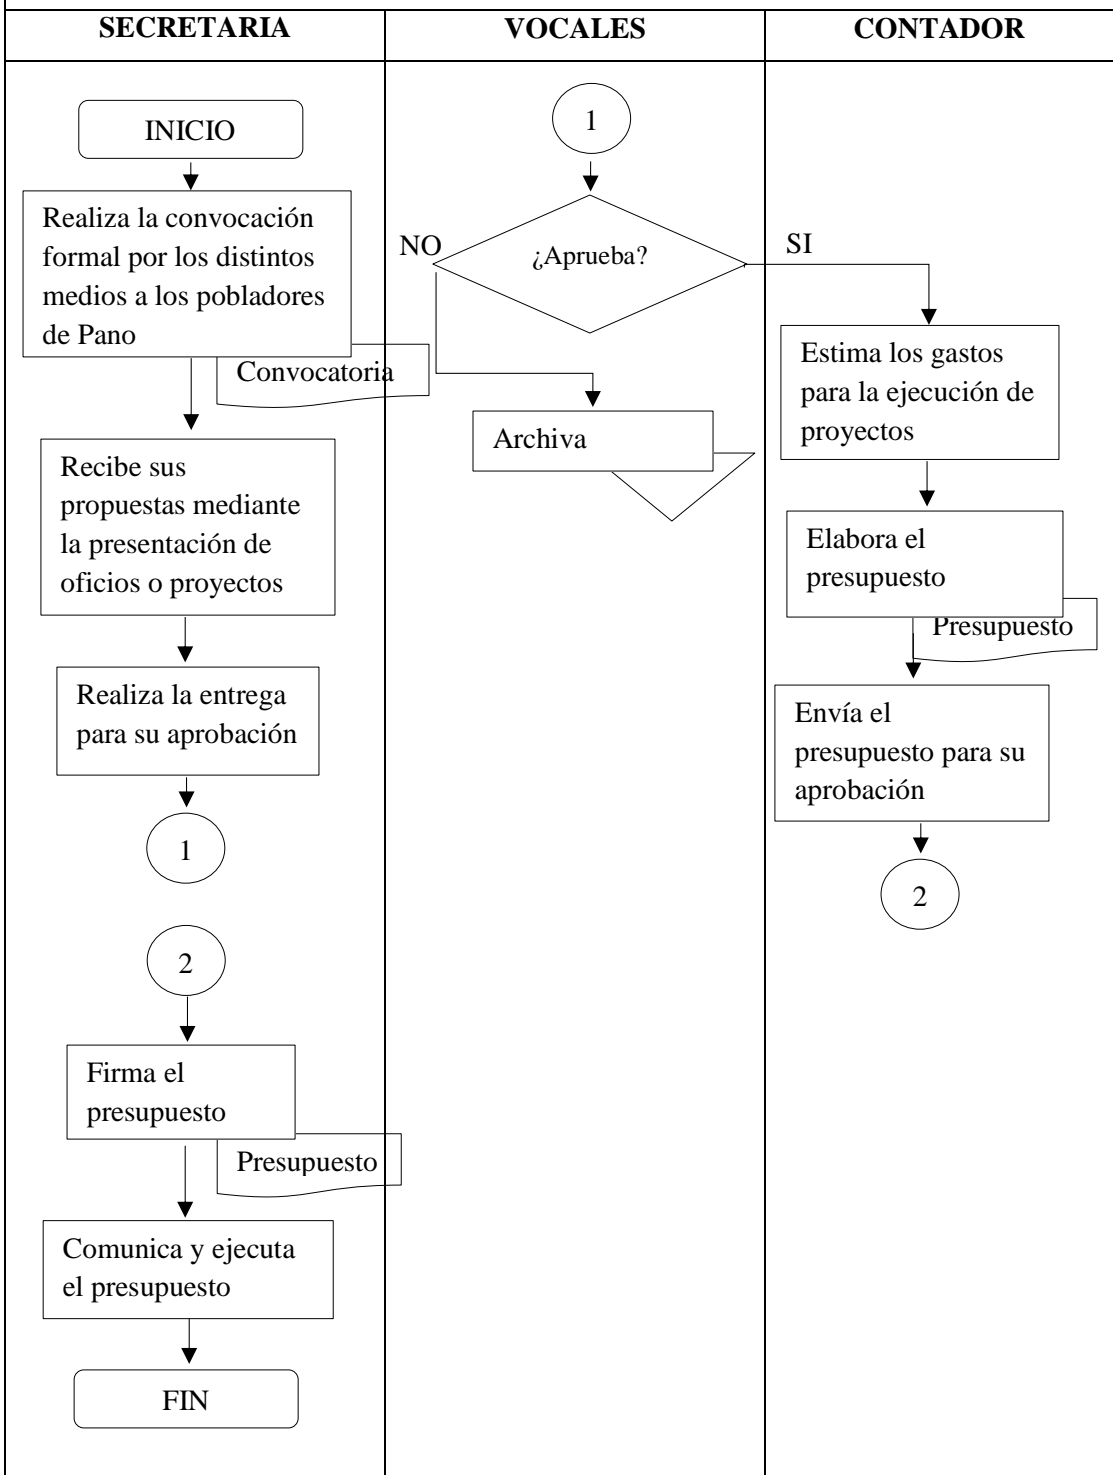 SECRETARIA
VOCALES
CONTADOR
INICIO
Realiza la convocación
formal por los distintos
medios a los pobladores
de Pano
Convocatoria
Recibe sus
propuestas mediante
la presentación de
oficios o proyectos
Realiza la entrega
para su aprobación
1
2
Firma el
presupuesto
Presupuesto
Comunica y ejecuta
el presupuesto
FIN
1
¿Aprueba?
NO
SI
Archiva
Estima los gastos
para la ejecución de
proyectos
Elabora el
presupuesto
Presupuesto
Envía el
presupuesto para su
aprobación
2